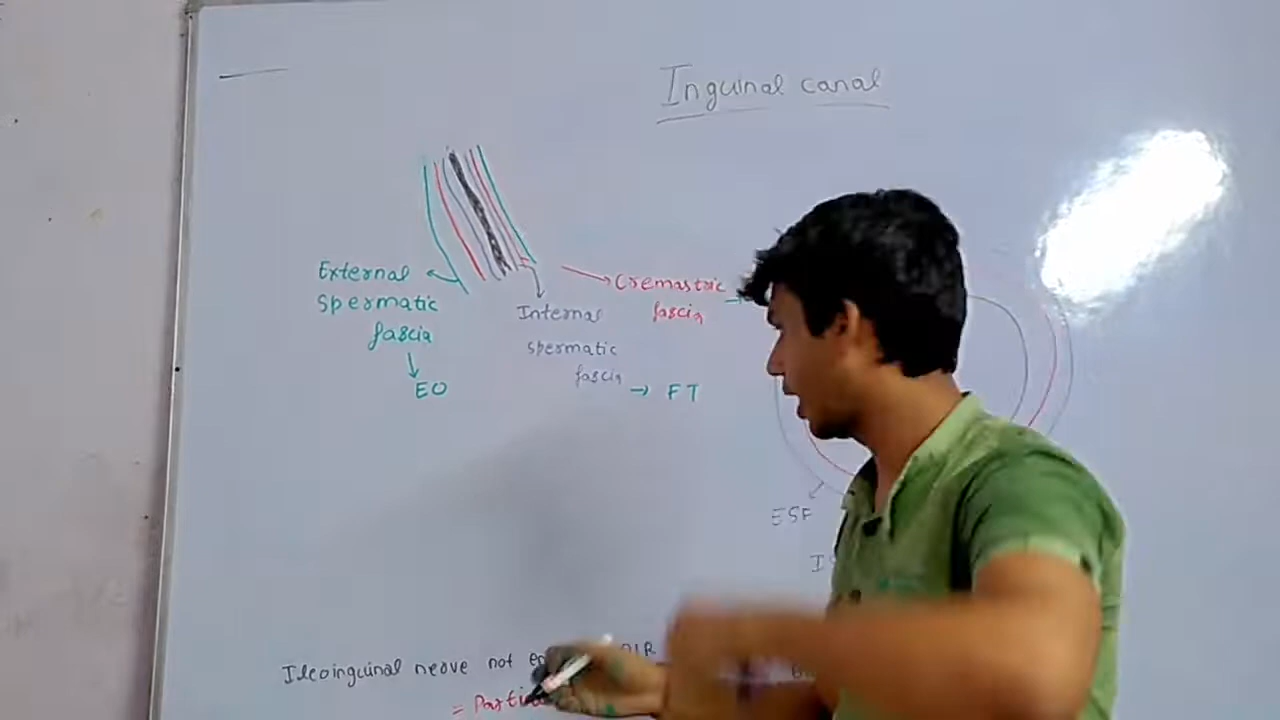 Inguinal canal
External
Spermatic
fascia
EO
Internal
spermatic
fascia → FT
Cremastric
fascia
ESF
Ileoinguinal nerve not
=